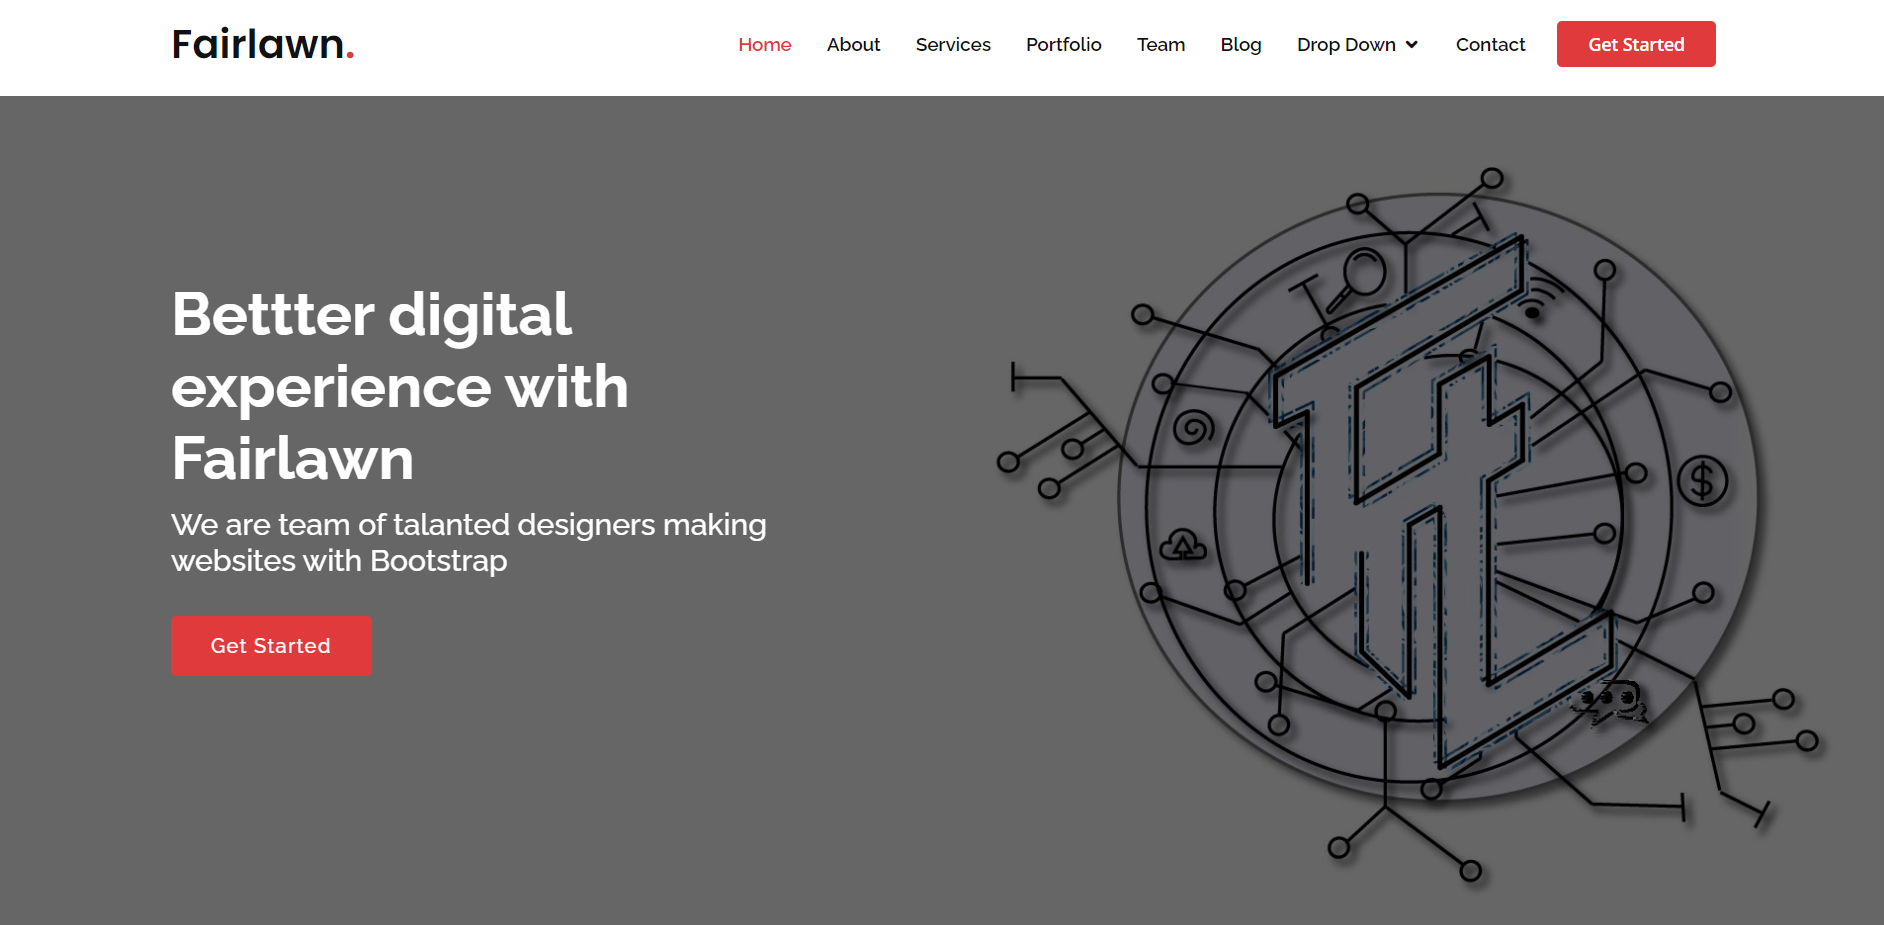 Fairlawn.
Home About Services Portfolio Team Blog Drop Down Contact Get Started
Bettter digital
experience with
Fairlawn
We are team of talanted designers making
websites with Bootstrap
Get Started
$